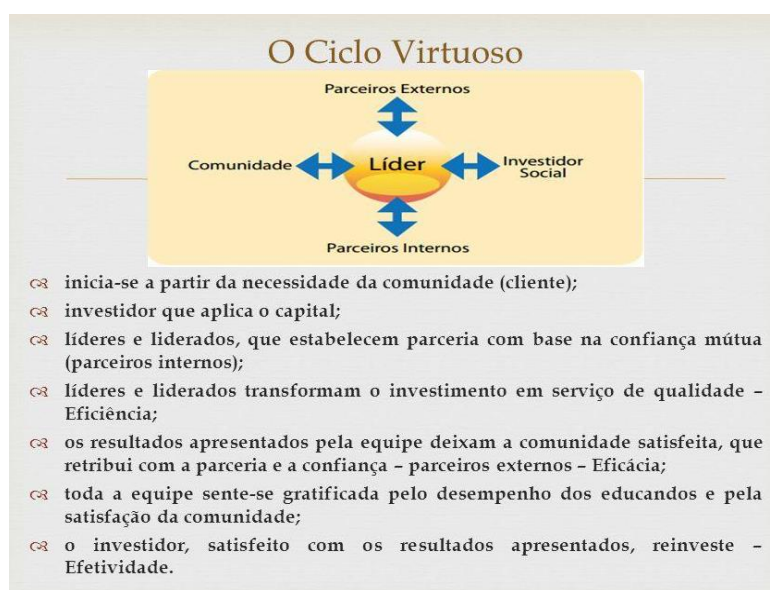 O Ciclo Virtuoso
Parceiros Externos
Comunidade
Líder
Investidor
Social
Parceiros Internos
inicia-se a partir da necessidade da comunidade (cliente);
investidor que aplica o capital;
líderes e liderados, que estabelecem parceria com base na confiança mútua
(parceiros internos);
líderes e liderados transformam o investimento em serviço de qualidade –
Eficiência;
os resultados apresentados pela equipe deixam a comunidade satisfeita, que
retribui com a parceria e a confiança – parceiros externos – Eficácia;
toda a equipe sente-se gratificada pelo desempenho dos educandos e pela
satisfação da comunidade;
o investidor, satisfeito com os resultados apresentados, reinveste –
Efetividade.